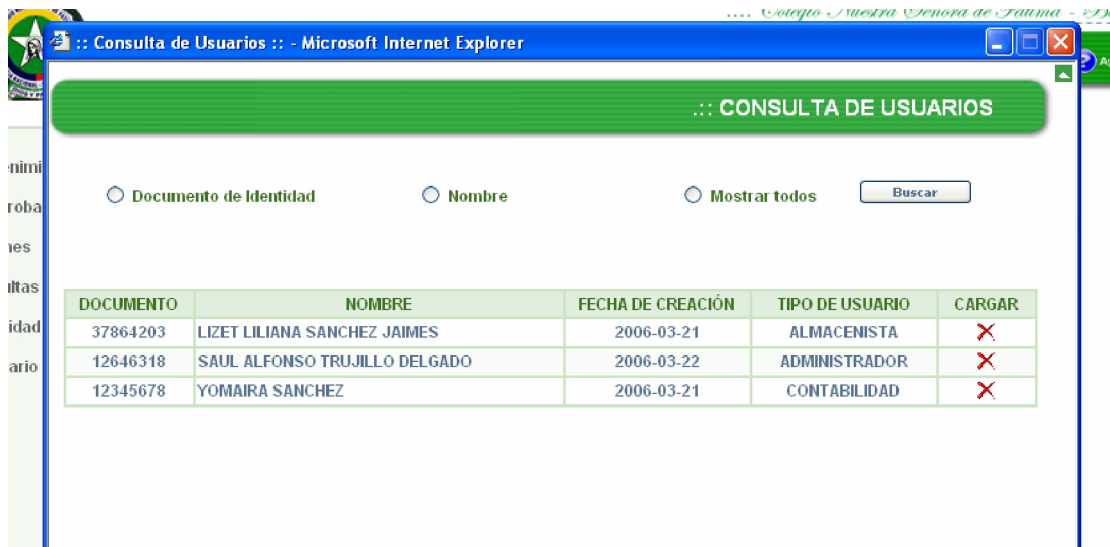 .... Colegio Nuestra Señora de Fatima -
:: Consulta de Usuarios :: - Microsoft Internet Explorer
.:: CONSULTA DE USUARIOS
Documento de Identidad Nombre Mostrar todos Buscar
DOCUMENTO NOMBRE FECHA DE CREACIÓN TIPO DE USUARIO CARGAR
37864203 LIZET LILIANA SANCHEZ JAIMES 2006-03-21 ALMACENISTA
12646318 SAUL ALFONSO TRUJILLO DELGADO 2006-03-22 ADMINISTRADOR
12345678 YOMAIRA SANCHEZ 2006-03-21 CONTABILIDAD